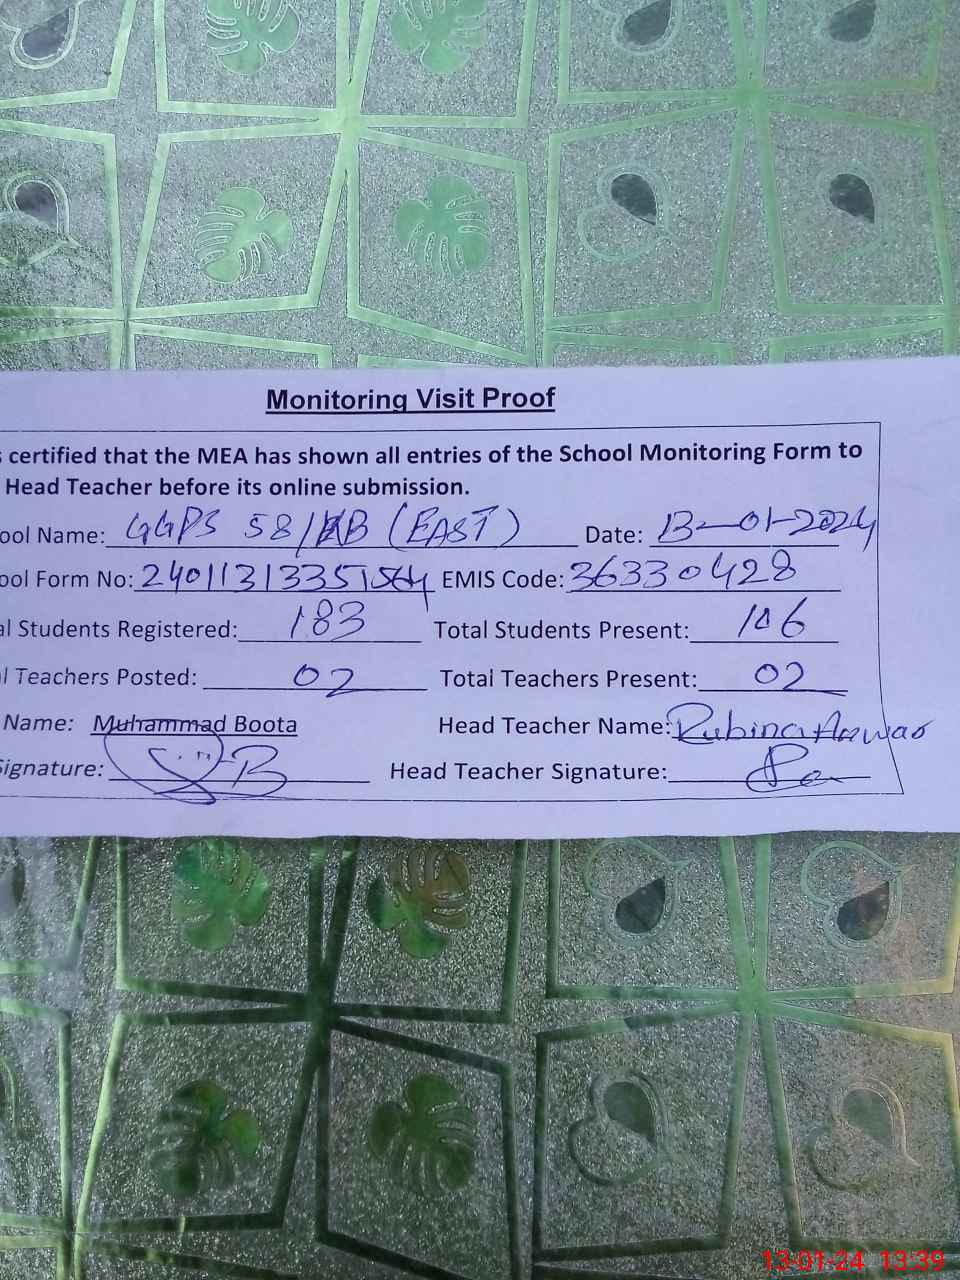 Monitoring Visit Proof
s certified that the MEA has shown all entries of the School Monitoring Form to
Head Teacher before its online submission.
ool Name: GGPS 58/ (EAST) Date: 13-01-2024
ool Form No: EMIS Code: 36330428
al Students Registered: 183 Total Students Present: 106
l Teachers Posted: 02 Total Teachers Present: 02
Name: Muhammad Boota Head Teacher Name: Rubina Anwar
Signature: Head Teacher Signature:
13-01-24 13:39